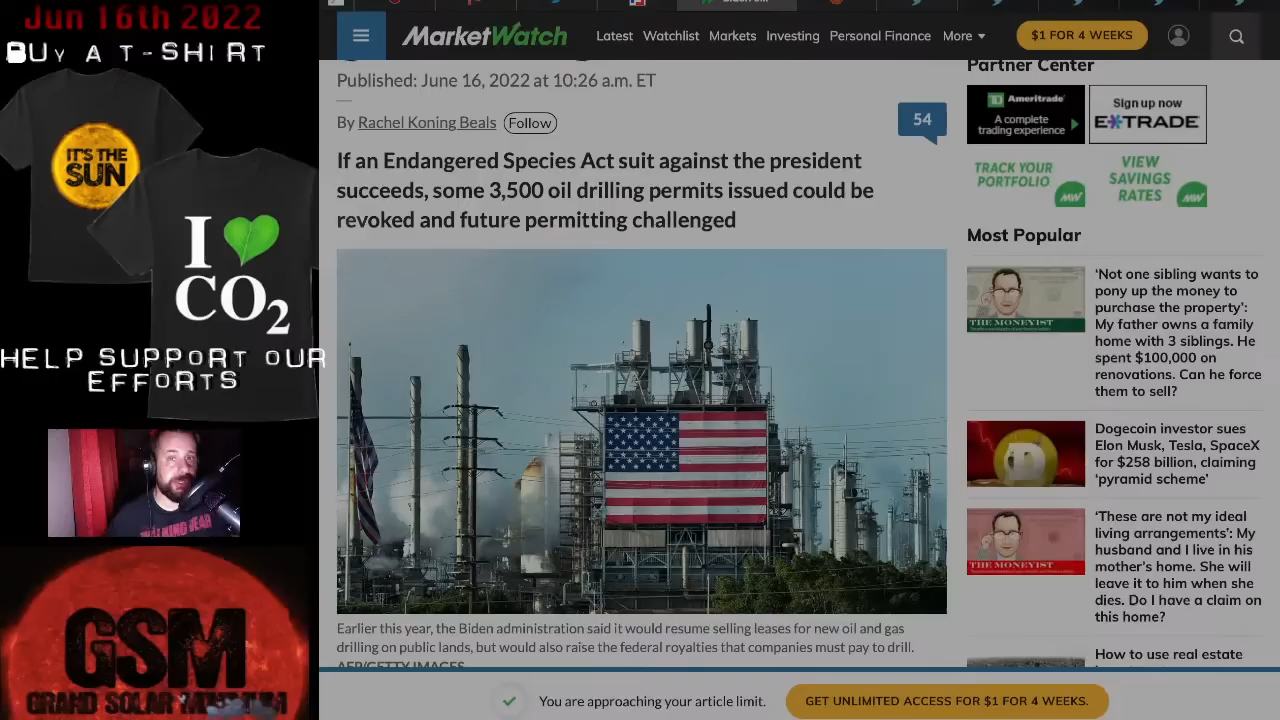 Jun 16th 2022
BUY A T-SHIRT
IT'S THE
SUN
I
CO2
HELP SUPPORT OUR
EFFORTS
GSM
GRAND SOLAR
MarketWatch
Latest Watchlist Markets Investing Personal Finance More
$1 FOR 4 WEEKS
Published: June 16, 2022 at 10:26 a.m. ET
By Rachel Koning Beals Follow
54
If an Endangered Species Act suit against the president
succeeds, some 3,500 oil drilling permits issued could be
revoked and future permitting challenged
Earlier this year, the Biden administration said it would resume selling leases for new oil and gas
drilling on public lands, but would also raise the federal royalties that companies must pay to drill.
AFP/GETTY IMAGES
Partner Center
TD Ameritrade
A complete
trading experience
Sign up now
E*TRADE
TRACK YOUR
PORTFOLIO
MW
VIEW
SAVINGS
RATES
MW
Most Popular
THE MONEYIST
‘Not one sibling wants to
pony up the money to
purchase the property’:
My father owns a family
home with 3 siblings. He
spent $100,000 on
renovations. Can he force
them to sell?
Dogecoin investor sues
Elon Musk, Tesla, SpaceX
for $258 billion, claiming
‘pyramid scheme’
THE MONEYIST
‘These are not my ideal
living arrangements’: My
husband and I live in his
mother’s home. She will
leave it to him when she
dies. Do I have a claim on
this home?
How to use real estate
You are approaching your article limit.
GET UNLIMITED ACCESS FOR $1 FOR 4 WEEKS.